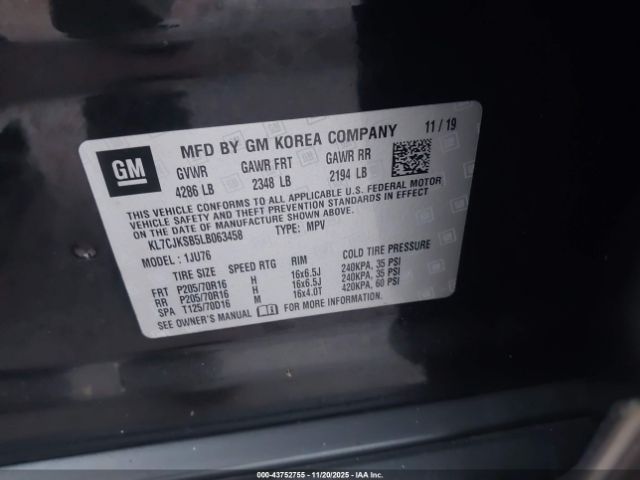 MFD BY GM KOREA COMPANY 11/19
GM
GVWR GAWR FRT GAWR RR
4286 LB 2348 LB 2194 LB
THIS VEHICLE CONFORMS TO ALL APPLICABLE U.S. FEDERAL MOTOR
VEHICLE SAFETY AND THEFT PREVENTION STANDARDS IN EFFECT
ON THE DATE OF MANUFACTURE SHOWN ABOVE.
KL7CJKSB5LB063458 TYPE: MPV
MODEL: 1JU76
TIRE SIZE SPEED RTG RIM COLD TIRE PRESSURE
FRT P205/70R16 H 16x6.5J 240KPA, 35 PSI
RR P205/70R16 H 16x6.5J 240KPA, 35 PSI
SPA T125/70D16 M 16x4.0T 420KPA, 60 PSI
SEE OWNER'S MANUAL FOR MORE INFORMATION.
000-43752755 - 11/20/2025 - IAA Inc.